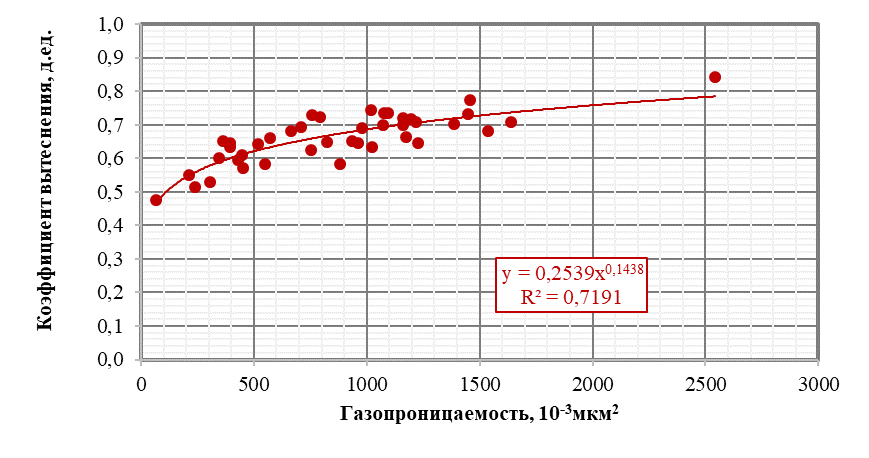 Коэффициент вытеснения, д.ед.
1,0
0,9
0,8
0,7
0,6
0,5
0,4
0,3
0,2
0,1
0,0
y = 0,2539x^0,1438
R² = 0,7191
0 500 1000 1500 2000 2500 3000
Газопроницаемость, 10⁻³мкм²